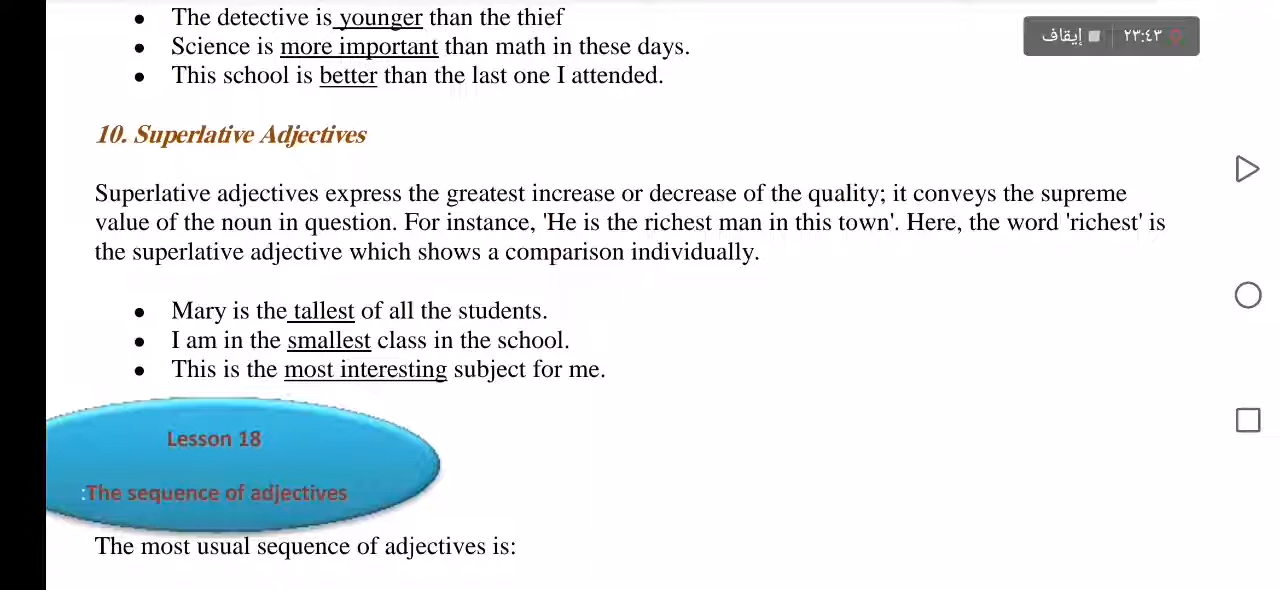 • The detective is younger than the thief
إيقاف ٢٣:٤٣
• Science is more important than math in these days.
• This school is better than the last one I attended.
10. Superlative Adjectives
Superlative adjectives express the greatest increase or decrease of the quality; it conveys the supreme
value of the noun in question. For instance, 'He is the richest man in this town'. Here, the word 'richest' is
the superlative adjective which shows a comparison individually.
• Mary is the tallest of all the students.
• I am in the smallest class in the school.
• This is the most interesting subject for me.
Lesson 18
:The sequence of adjectives
The most usual sequence of adjectives is: